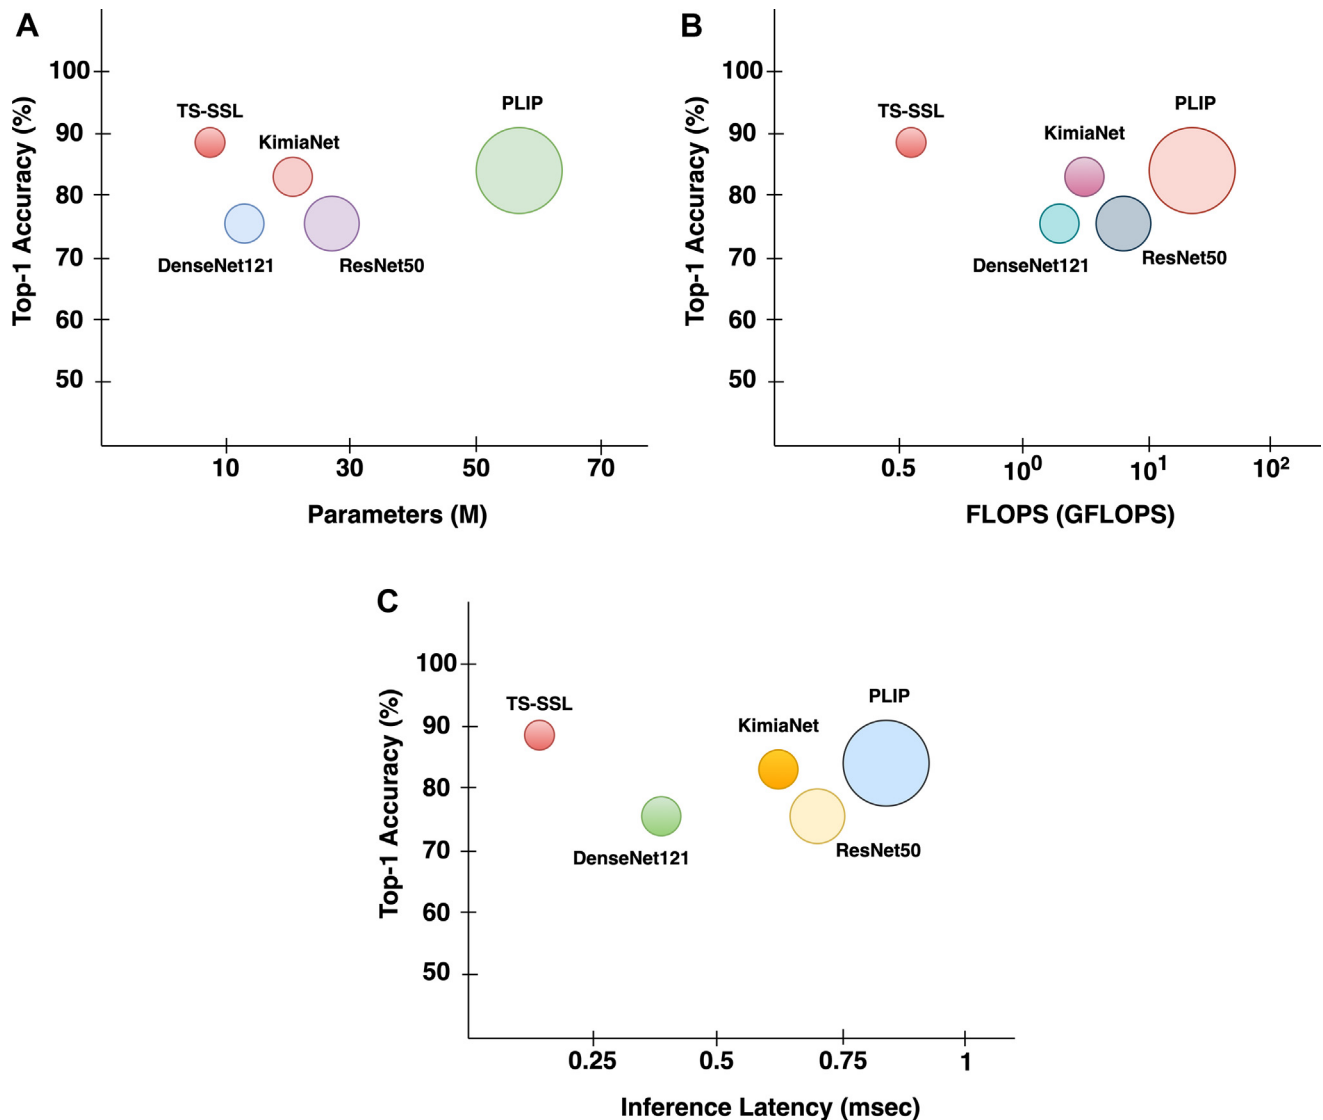 A
Top-1 Accuracy (%)
100
90
80
70
60
50
TS-SSL
KimiaNet
PLIP
DenseNet121
ResNet50
10
30
50
70
Parameters (M)
B
Top-1 Accuracy (%)
100
90
80
70
60
50
TS-SSL
KimiaNet
PLIP
DenseNet121
ResNet50
0.5
10⁰
10¹
10²
FLOPS (GFLOPS)
C
Top-1 Accuracy (%)
100
90
80
70
60
50
TS-SSL
KimiaNet
PLIP
DenseNet121
ResNet50
0.25
0.5
0.75
1
Inference Latency (msec)